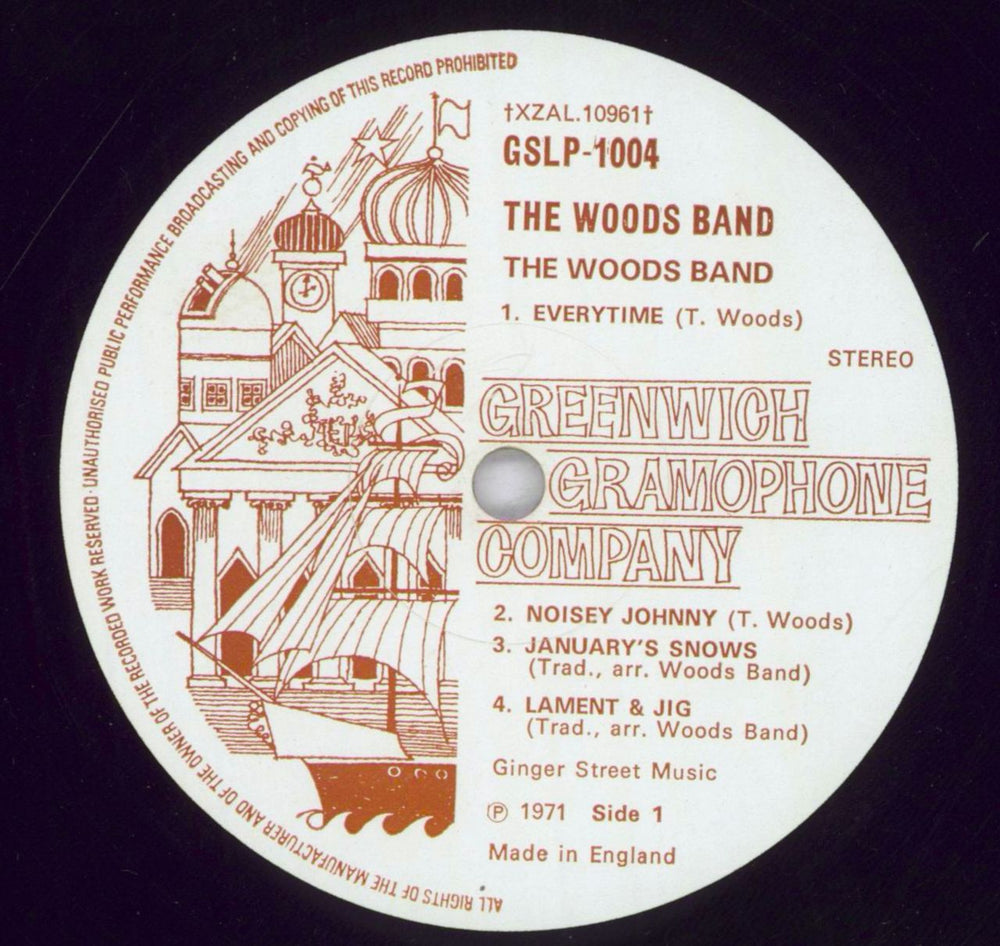 †XZAL.10961†
GSLP-1004
THE WOODS BAND
THE WOODS BAND
1. EVERYTIME (T. Woods)
STEREO
GREENWICH
GRAMOPHONE
COMPANY
2. NOISEY JOHNNY (T. Woods)
3. JANUARY'S SNOWS
(Trad., arr. Woods Band)
4. LAMENT & JIG
(Trad., arr. Woods Band)
Ginger Street Music
℗ 1971 Side 1
Made in England
ALL RIGHTS OF THE MANUFACTURER AND OF THE OWNER OF THE RECORDED WORK RESERVED · UNAUTHORISED PUBLIC PERFORMANCE BROADCASTING AND COPYING OF THIS RECORD PROHIBITED